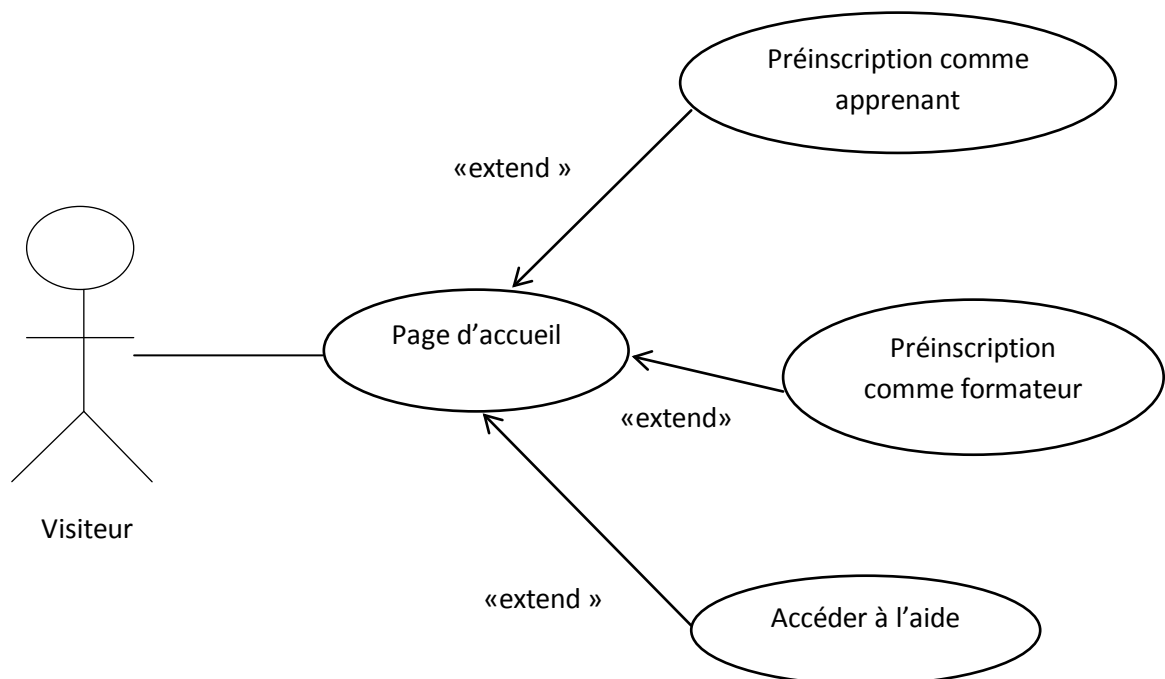 Préinscription comme
apprenant
«extend »
Page d’accueil
Préinscription
comme formateur
«extend»
Visiteur
«extend »
Accéder à l’aide